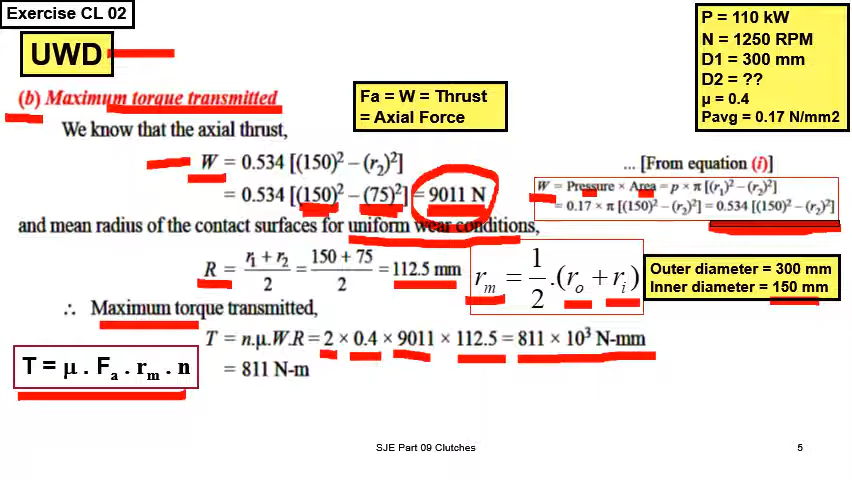 Exercise CL 02
UWD
P = 110 kW
N = 1250 RPM
D1 = 300 mm
D2 = ??
µ = 0.4
Pavg = 0.17 N/mm2
(b) Maximum torque transmitted
Fa = W = Thrust
= Axial Force
We know that the axial thrust,
W = 0.534 [(150)² – (r₂)²]
... [From equation (i)]
= 0.534 [(150)² – (75)²] = 9011 N
W = Pressure × Area = p × π [(r₁)² – (r₂)²]
= 0.17 × π [(150)² – (r₂)²] = 0.534 [(150)² – (r₂)²]
and mean radius of the contact surfaces for uniform wear conditions,
R = (r₁ + r₂)/2 = (150 + 75)/2 = 112.5 mm
rₘ = 1/2 .(rₒ + rᵢ)
Outer diameter = 300 mm
Inner diameter = 150 mm
∴ Maximum torque transmitted,
T = n.µ.W.R = 2 × 0.4 × 9011 × 112.5 = 811 × 10³ N-mm
= 811 N-m
T = µ . Fₐ . rₘ . n
SJE Part 09 Clutches
5